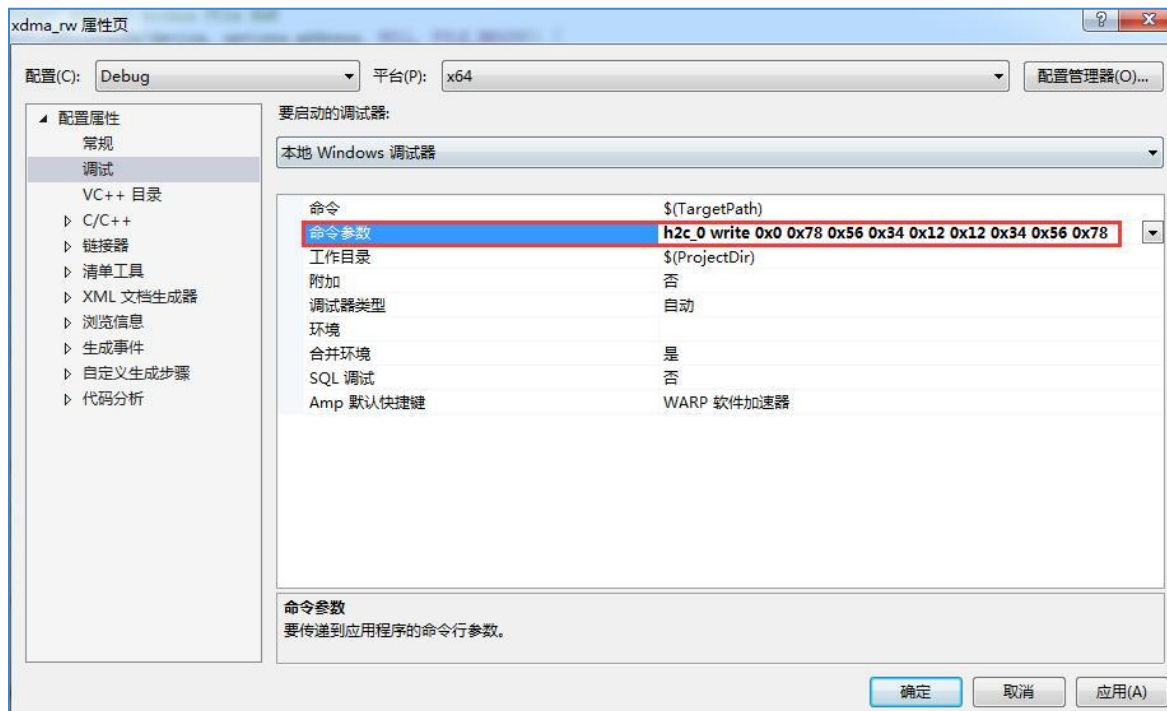 xdma_rw 属性页
配置(C): Debug 平台(P): x64 配置管理器(O)...
配置属性
常规
调试
VC++ 目录
C/C++
链接器
清单工具
XML 文档生成器
浏览信息
生成事件
自定义生成步骤
代码分析
要启动的调试器:
本地 Windows 调试器
命令 $(TargetPath)
命令参数 h2c_0 write 0x0 0x78 0x56 0x34 0x12 0x12 0x34 0x56 0x78
工作目录 $(ProjectDir)
附加 否
调试器类型 自动
环境
合并环境 是
SQL 调试 否
Amp 默认快捷键 WARP 软件加速器
命令参数
要传递到应用程序的命令行参数。
确定 取消 应用(A)